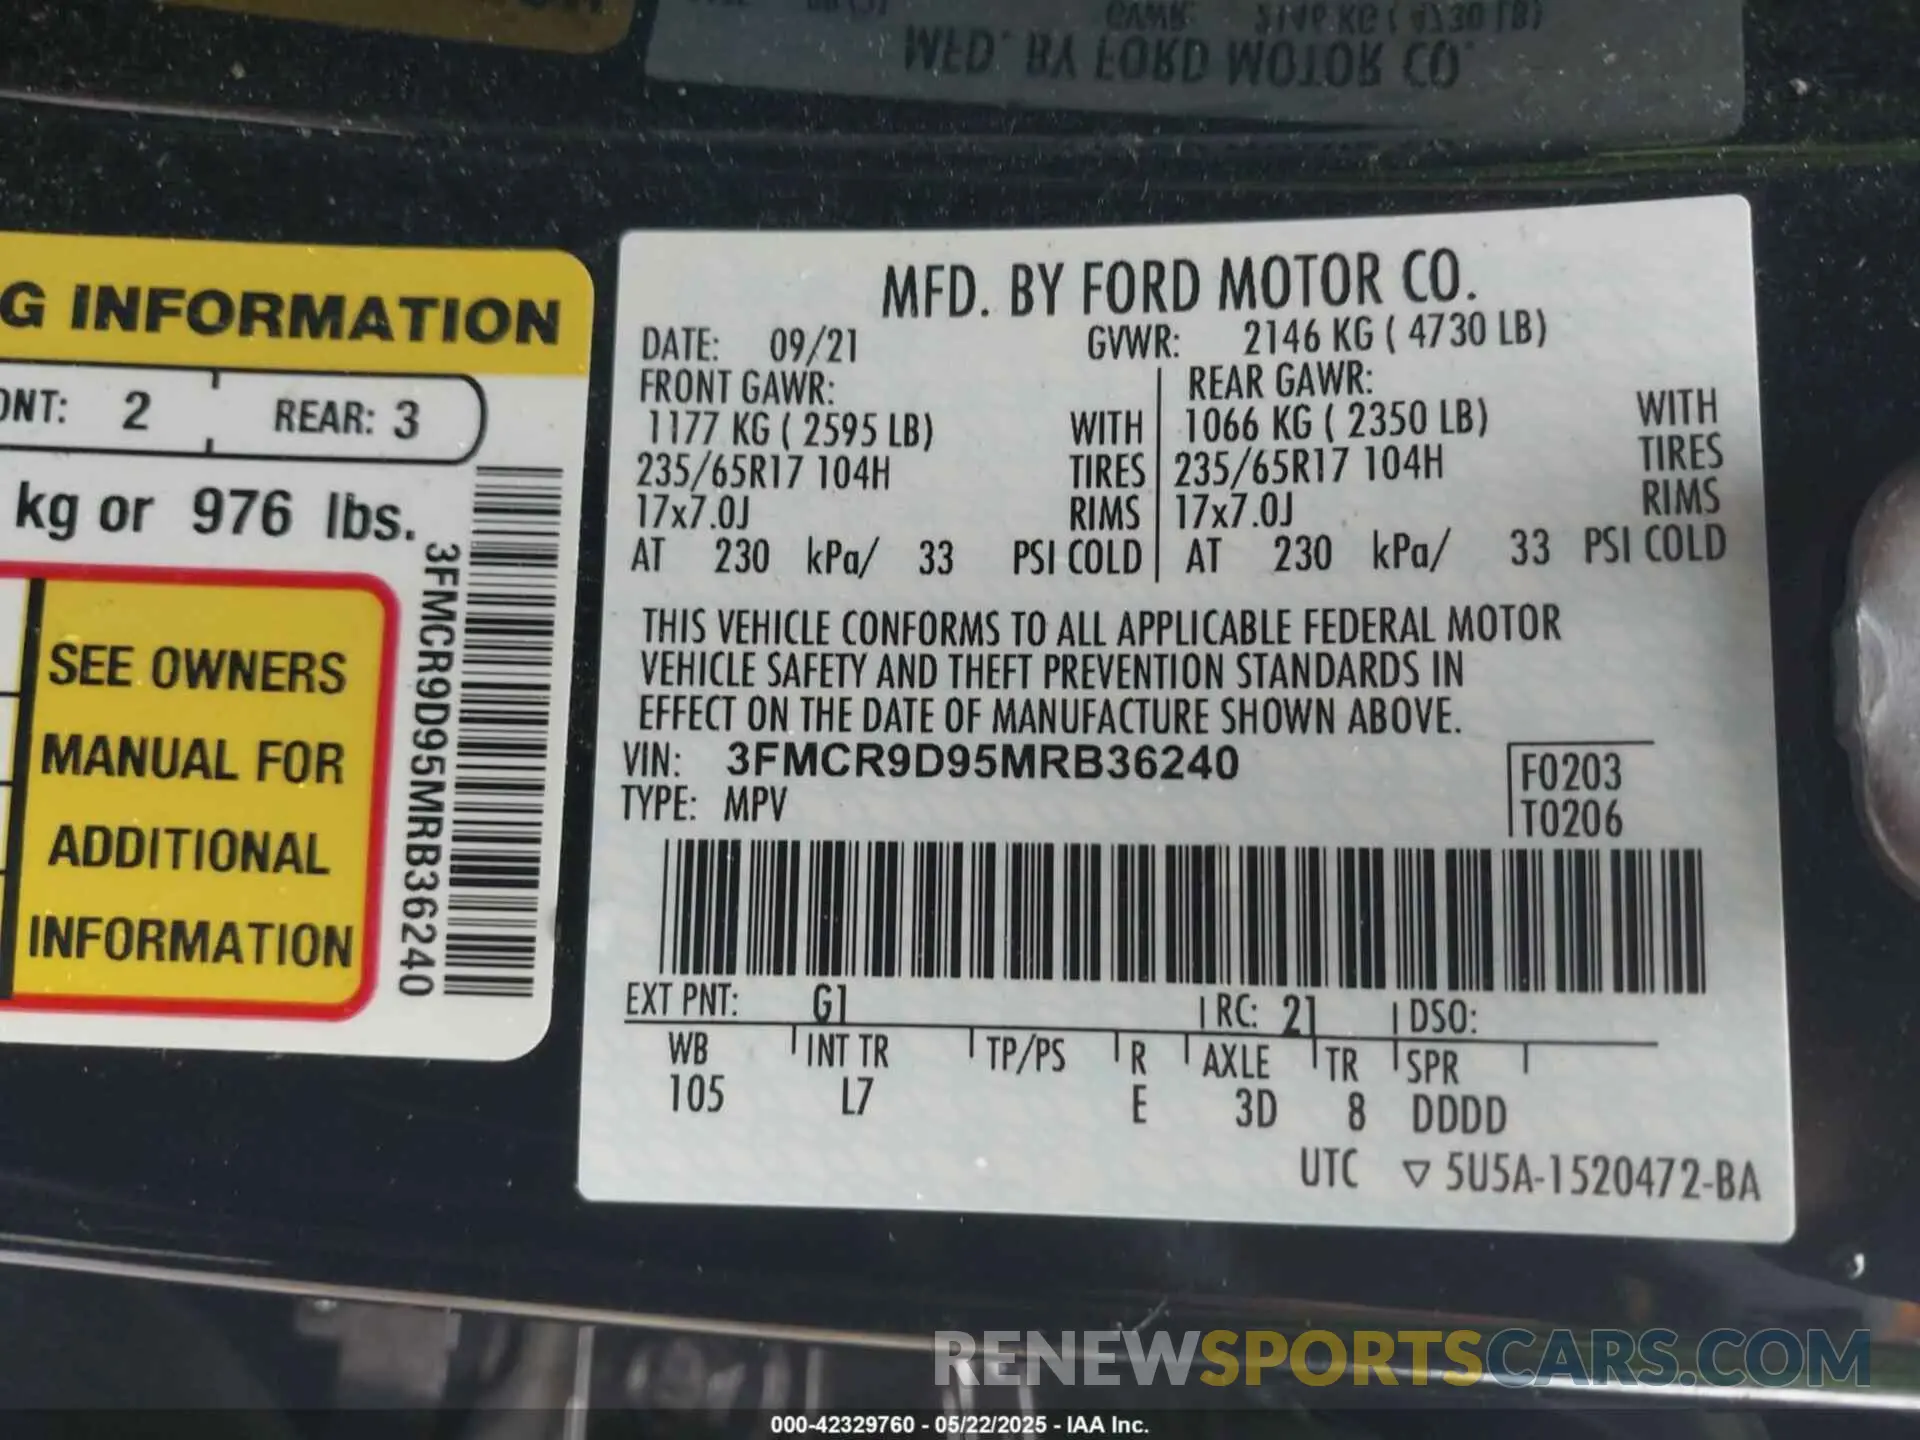 MFD. BY FORD MOTOR CO.
GAWR: 2146 KG ( 4730 LB)
G INFORMATION
ONT: 2 REAR: 3
kg or 976 lbs.
SEE OWNERS
MANUAL FOR
ADDITIONAL
INFORMATION
3FMCR9D95MRB36240
MFD. BY FORD MOTOR CO.
DATE: 09/21 GVWR: 2146 KG ( 4730 LB)
FRONT GAWR: REAR GAWR:
1177 KG ( 2595 LB) WITH 1066 KG ( 2350 LB) WITH
235/65R17 104H TIRES 235/65R17 104H TIRES
17x7.0J RIMS 17x7.0J RIMS
AT 230 kPa/ 33 PSI COLD AT 230 kPa/ 33 PSI COLD
THIS VEHICLE CONFORMS TO ALL APPLICABLE FEDERAL MOTOR
VEHICLE SAFETY AND THEFT PREVENTION STANDARDS IN
EFFECT ON THE DATE OF MANUFACTURE SHOWN ABOVE.
VIN: 3FMCR9D95MRB36240 F0203
TYPE: MPV T0206
EXT PNT: G1 RC: 21 DSO:
WB INT TR TP/PS R AXLE TR SPR
105 L7 E 3D 8 DDDD
UTC ▽ 5U5A-1520472-BA
RENEWSPORTSCARS.COM
000-42329760 - 05/22/2025 - IAA Inc.